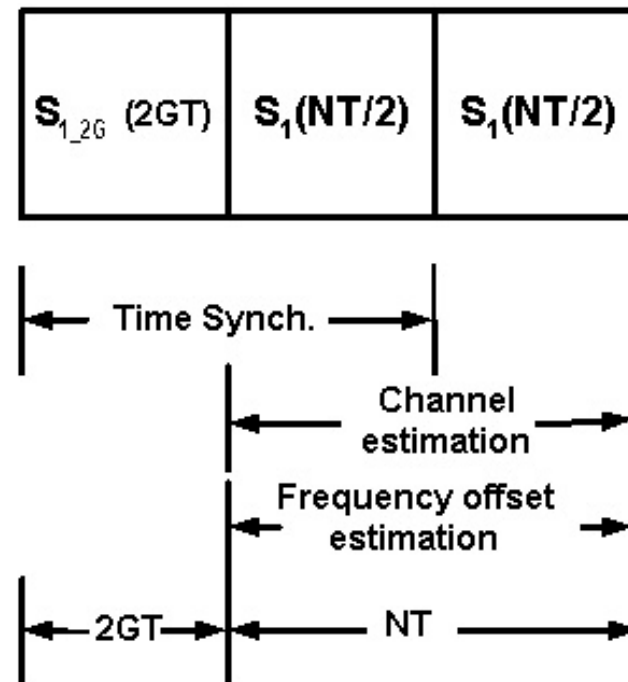 S1_2G (2GT) S1(NT/2) S1(NT/2)
Time Synch.
Channel
estimation
Frequency offset
estimation
2GT NT